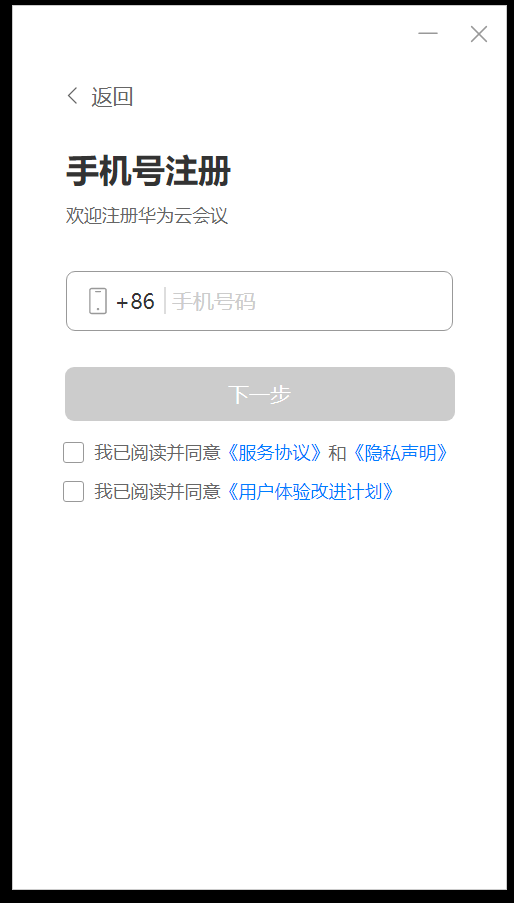 返回
手机号注册
欢迎注册华为云会议
+86 手机号码
下一步
我已阅读并同意《服务协议》和《隐私声明》
我已阅读并同意《用户体验改进计划》